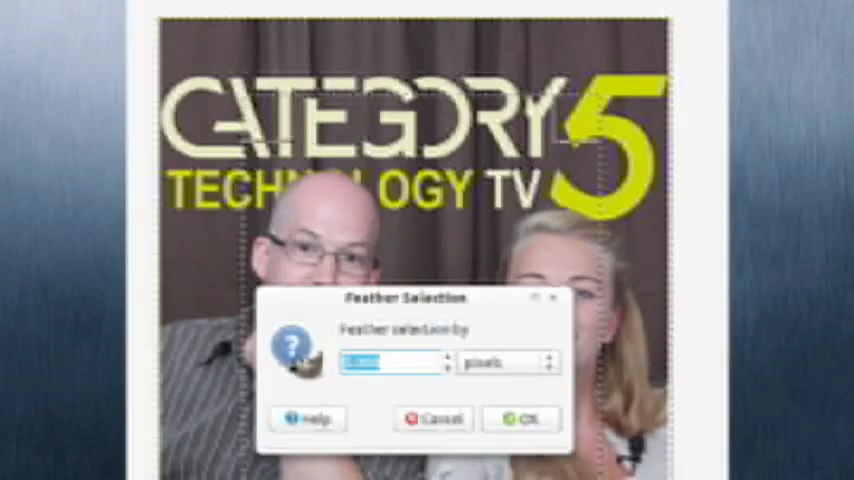 CATEGORY 5
TECHNOLOGY TV
Feather Selection
Feather selection by
pixels
Help Cancel OK